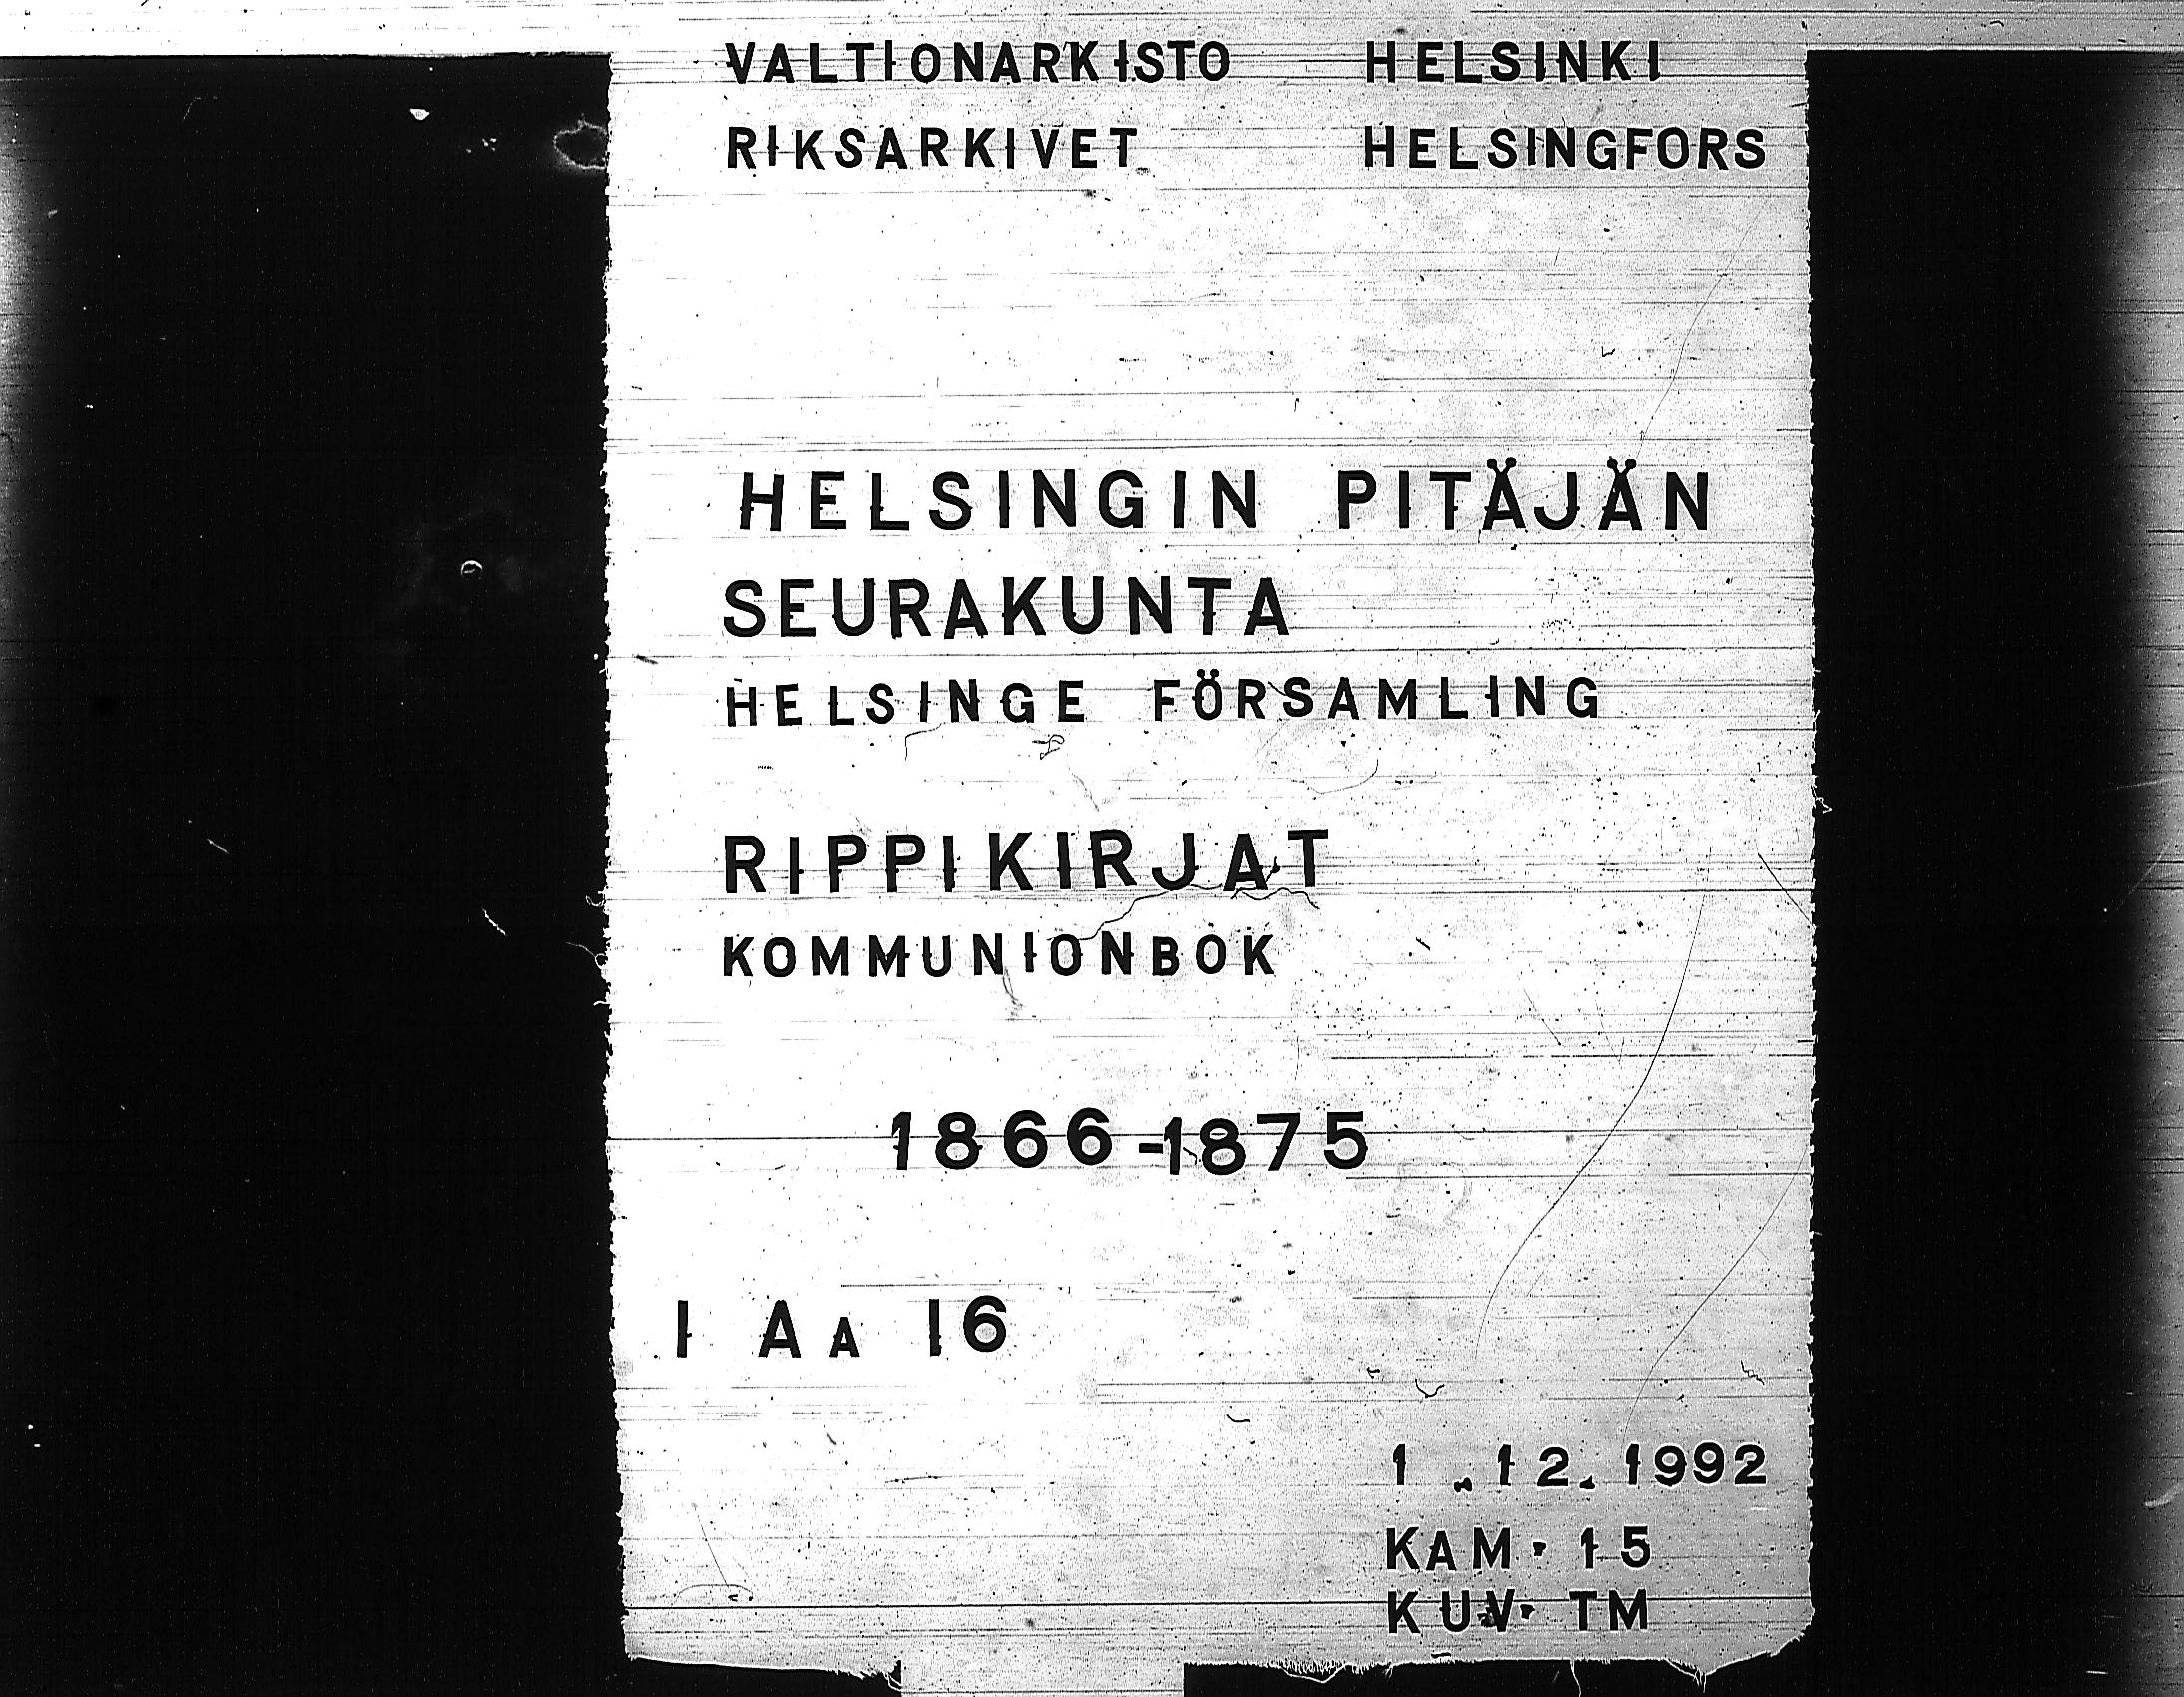 VALTIONARKISTO HELSINKI
RIKSARKIVET HELSINGFORS
HELSINGIN PITÄJÄN
SEURAKUNTA
HELSINGE FÖRSAMLING
RIPPIKIRJAT
KOMMUNIONBOK
1866-1875
I Aa 16
1.12.1992
KAM. 15
KUV. TM